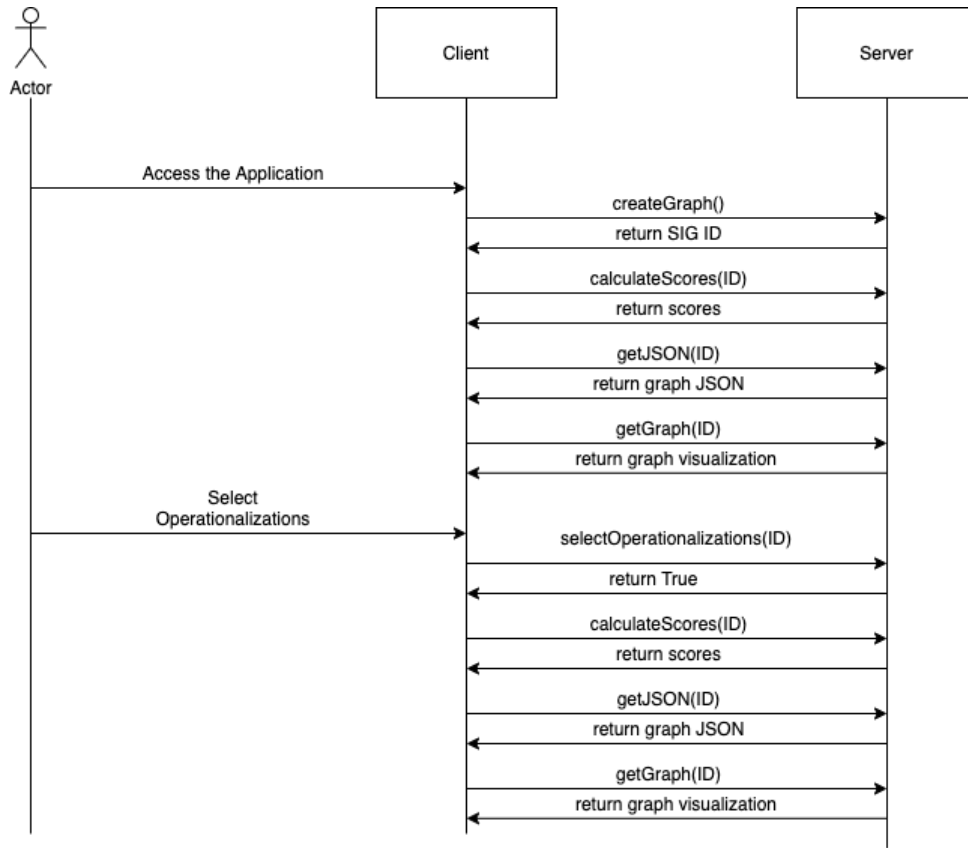 Actor
Client
Server
Access the Application
createGraph()
return SIG ID
calculateScores(ID)
return scores
getJSON(ID)
return graph JSON
getGraph(ID)
return graph visualization
Select
Operationalizations
selectOperationalizations(ID)
return True
calculateScores(ID)
return scores
getJSON(ID)
return graph JSON
getGraph(ID)
return graph visualization